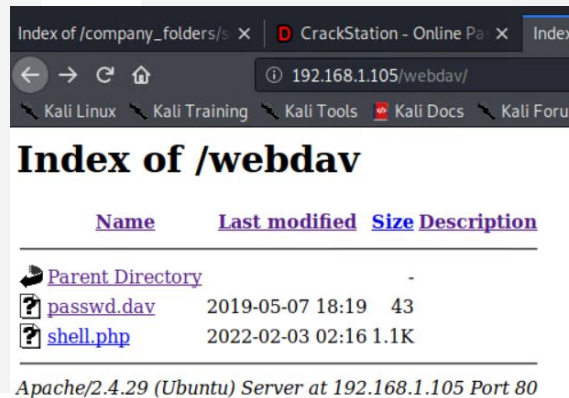 Index of /company_folders/s
CrackStation - Online Pa
Index
192.168.1.105/webdav/
Kali Linux Kali Training Kali Tools Kali Docs Kali Foru
Index of /webdav
Name Last modified Size Description
Parent Directory -
passwd.dav 2019-05-07 18:19 43
shell.php 2022-02-03 02:16 1.1K
Apache/2.4.29 (Ubuntu) Server at 192.168.1.105 Port 80